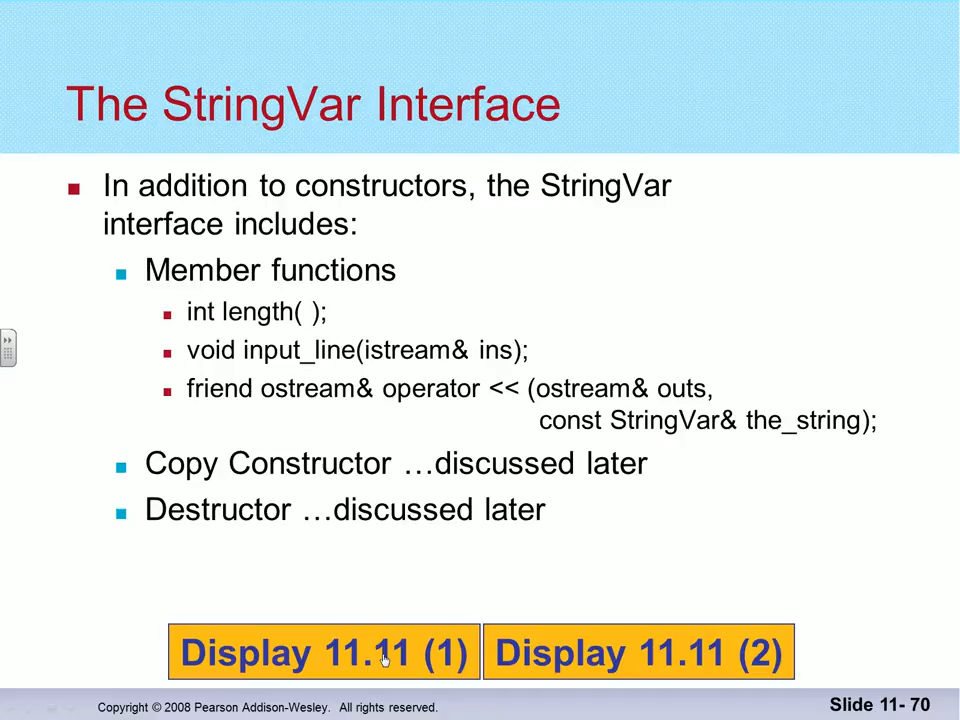 The StringVar Interface
In addition to constructors, the StringVar
interface includes:
Member functions
int length( );
void input_line(istream& ins);
friend ostream& operator << (ostream& outs,
const StringVar& the_string);
Copy Constructor …discussed later
Destructor …discussed later
Display 11.11 (1) Display 11.11 (2)
Copyright © 2008 Pearson Addison-Wesley. All rights reserved. Slide 11- 70